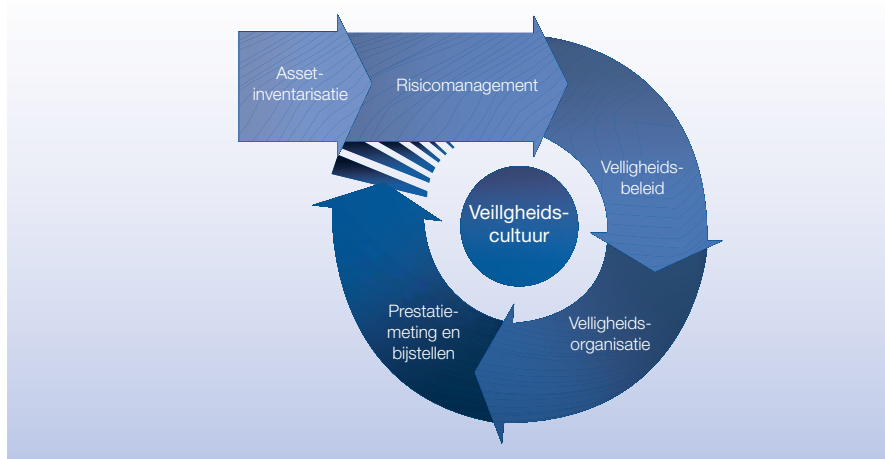 Asset-
inventarisatie
Risicomanagement
Velligheids-
beleid
Veillgheids-
cultuur
Velligheids-
organisatie
Prestatie-
meting en
bijstellen